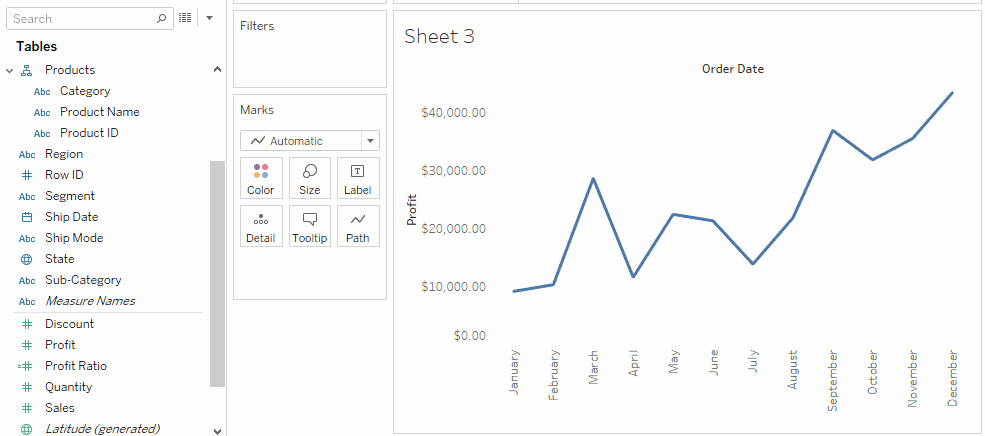 Search
Tables
Products
Abc Category
Abc Product Name
Abc Product ID
Abc Region
# Row ID
Abc Segment
Ship Date
Abc Ship Mode
State
Abc Sub-Category
Abc Measure Names
# Discount
# Profit
=# Profit Ratio
# Quantity
# Sales
Latitude (generated)
Filters
Marks
Automatic
Color Size Label
Detail Tooltip Path
Sheet 3
Order Date
Profit
$40,000.00
$30,000.00
$20,000.00
$10,000.00
$0.00
January
February
March
April
May
June
July
August
September
October
November
December